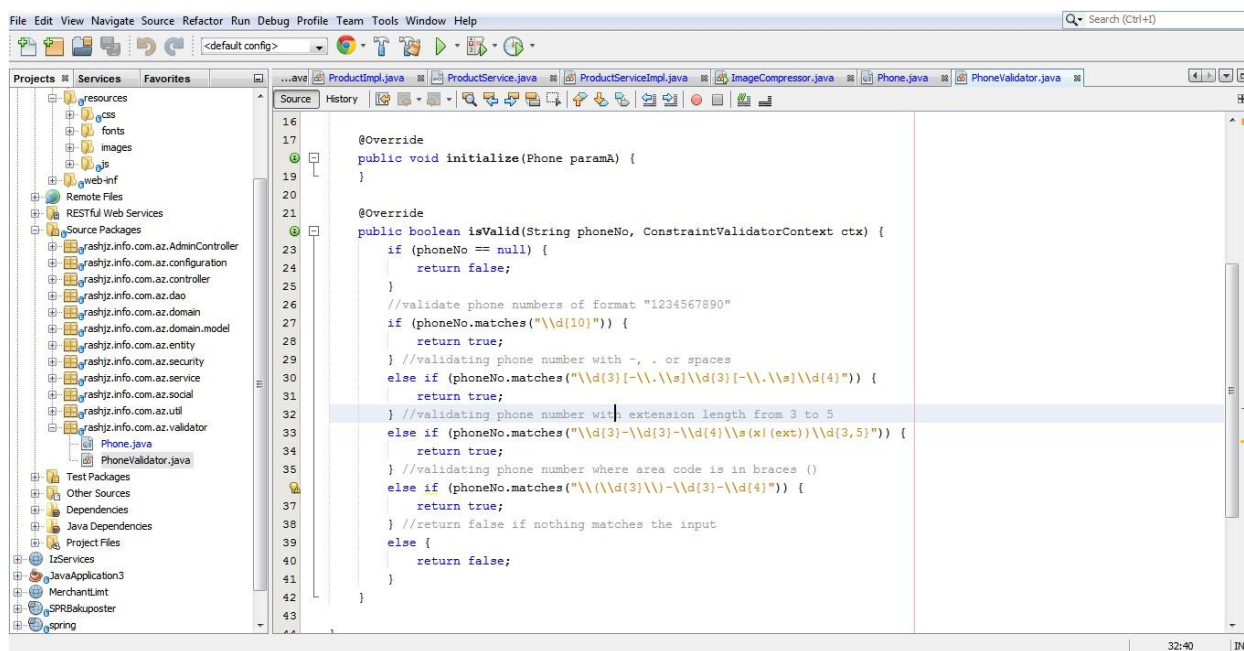 File Edit View Navigate Source Refactor Run Debug Profile Team Tools Window Help
Search (Ctrl+I)
<default config>
Projects Services Favorites
...ava ProductImpl.java ProductService.java ProductServiceImpl.java ImageCompressor.java Phone.java PhoneValidator.java
Source History
resources
css
fonts
images
js
web-inf
Remote Files
RESTful Web Services
Source Packages
rashjz.info.com.az.AdminController
rashjz.info.com.az.configuration
rashjz.info.com.az.controller
rashjz.info.com.az.dao
rashjz.info.com.az.domain
rashjz.info.com.az.domain.model
rashjz.info.com.az.entity
rashjz.info.com.az.security
rashjz.info.com.az.service
rashjz.info.com.az.social
rashjz.info.com.az.util
rashjz.info.com.az.validator
Phone.java
PhoneValidator.java
Test Packages
Other Sources
Dependencies
Java Dependencies
Project Files
IzServices
JavaApplication3
MerchantLimt
SPRBakuposter
spring
16
17 @Override
public void initialize(Phone paramA) {
19 }
20
21 @Override
public boolean isValid(String phoneNo, ConstraintValidatorContext ctx) {
23 if (phoneNo == null) {
24 return false;
25 }
26 //validate phone numbers of format "1234567890"
27 if (phoneNo.matches("\\d{10}")) {
28 return true;
29 } //validating phone number with -, . or spaces
30 else if (phoneNo.matches("\\d{3}[-\\.\\s]\\d{3}[-\\.\\s]\\d{4}")) {
31 return true;
32 } //validating phone number with extension length from 3 to 5
33 else if (phoneNo.matches("\\d{3}-\\d{3}-\\d{4}\\s(x|(ext))\\d{3,5}")) {
34 return true;
35 } //validating phone number where area code is in braces ()
else if (phoneNo.matches("\\(\\d{3}\\)-\\d{3}-\\d{4}")) {
37 return true;
38 } //return false if nothing matches the input
39 else {
40 return false;
41 }
42 }
43
32:40 IN